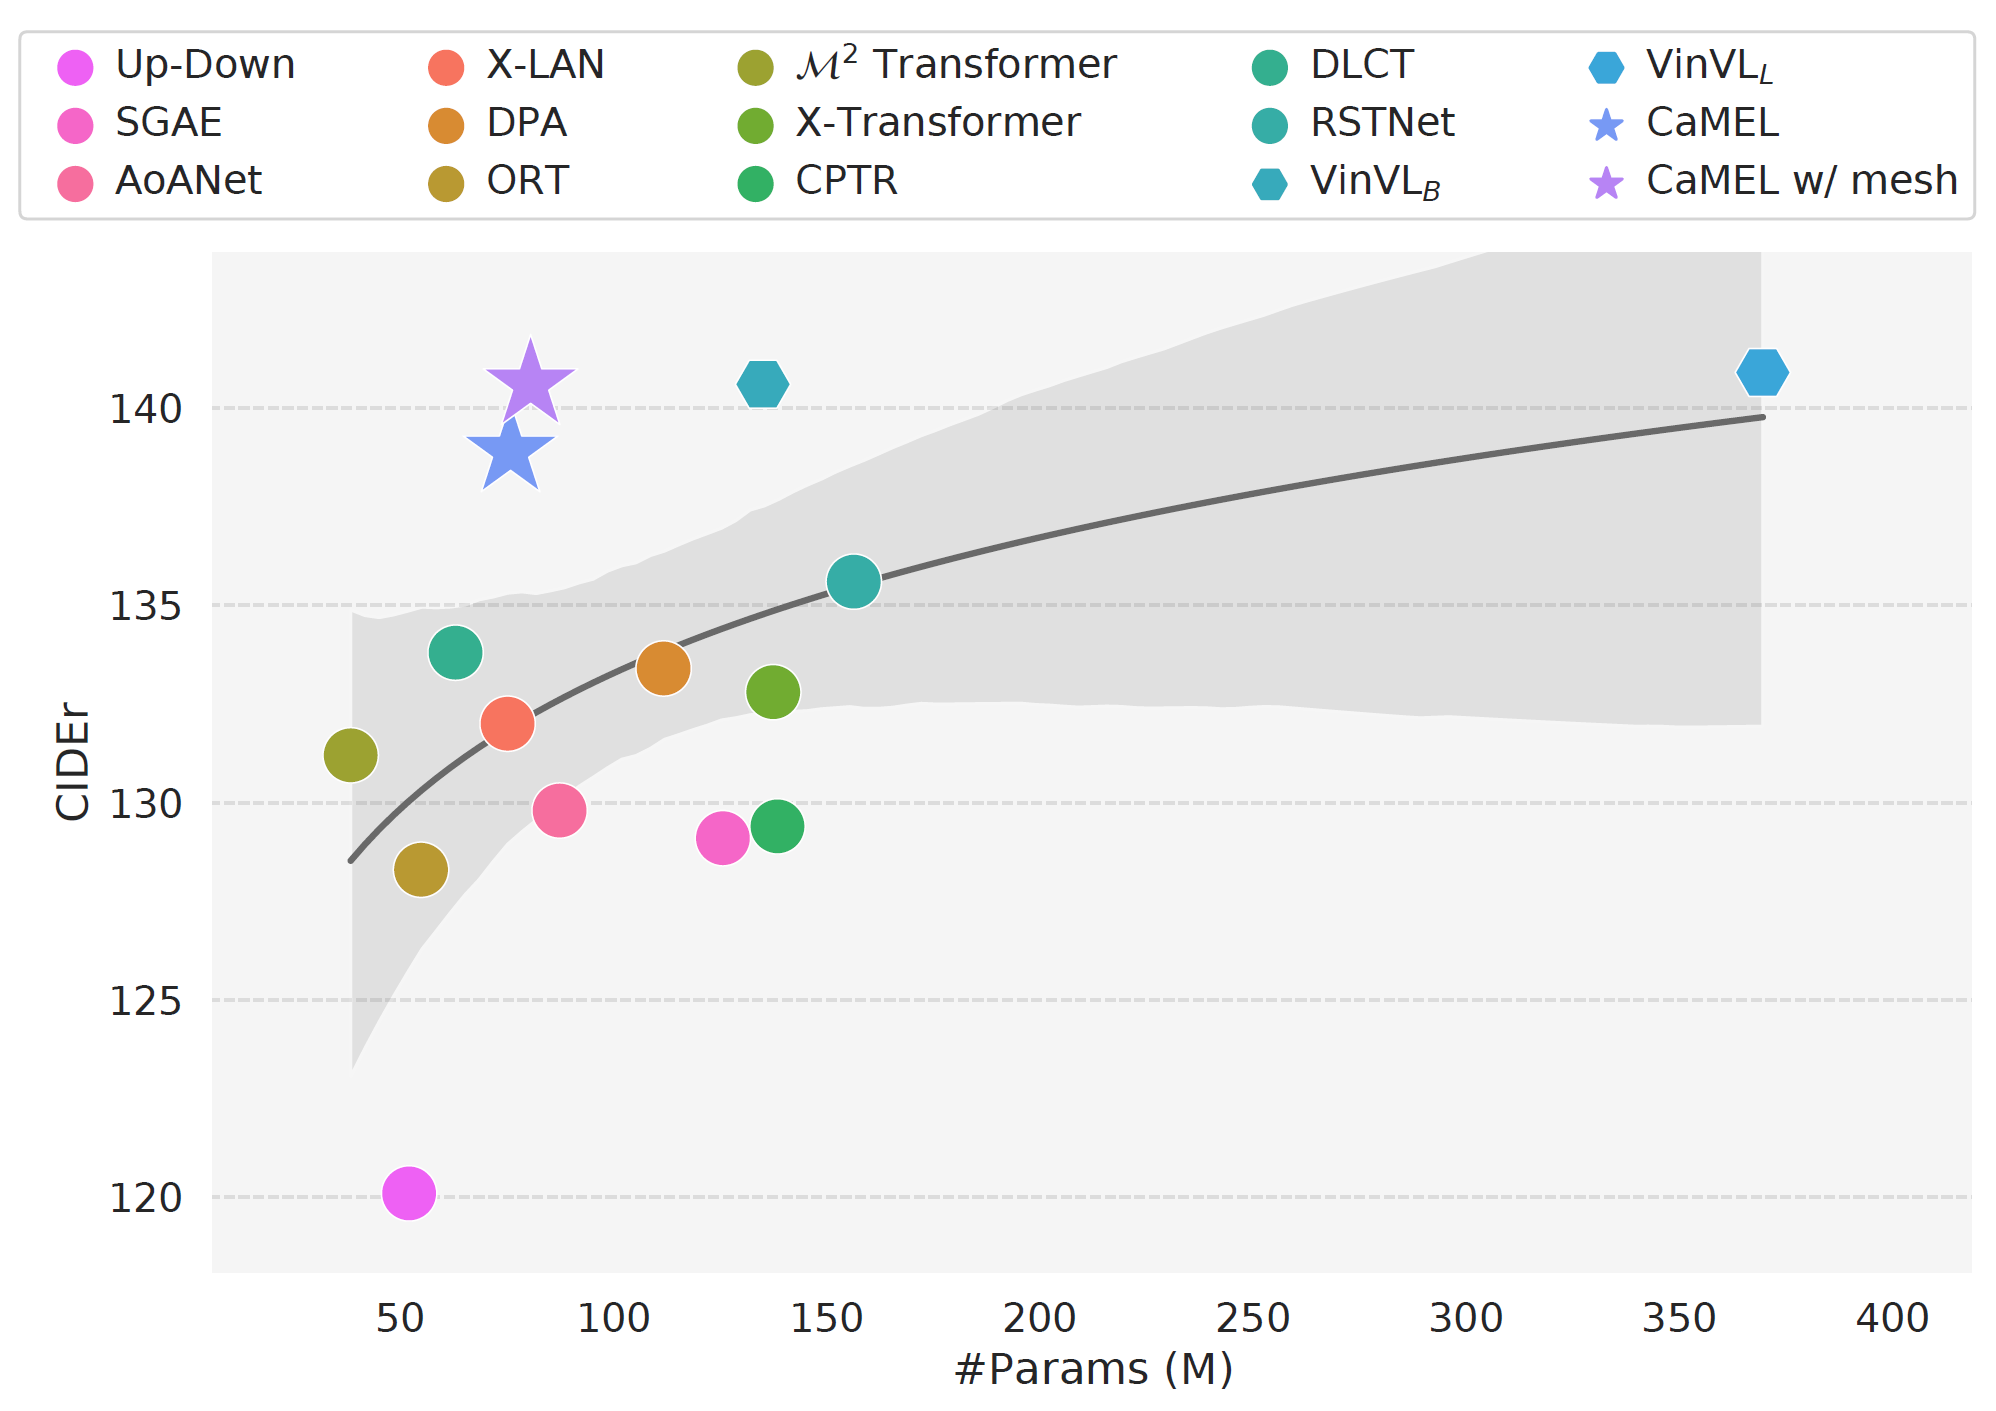 Up-Down X-LAN ℳ² Transformer DLCT VinVL_L
SGAE DPA X-Transformer RSTNet CaMEL
AoANet ORT CPTR VinVL_B CaMEL w/ mesh
140
135
130
125
120
CIDEr
50 100 150 200 250 300 350 400
#Params (M)